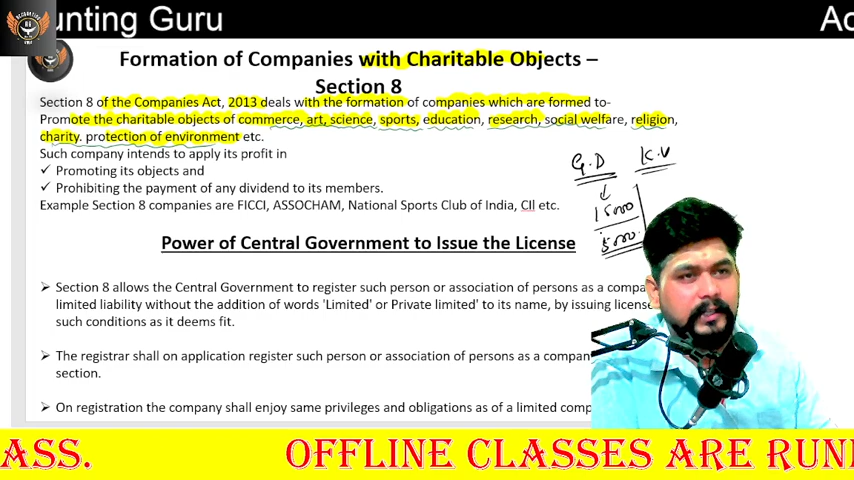 unting Guru
Ac
Formation of Companies with Charitable Objects –
Section 8
Section 8 of the Companies Act, 2013 deals with the formation of companies which are formed to-
Promote the charitable objects of commerce, art, science, sports, education, research, social welfare, religion,
charity. protection of environment etc.
Such company intends to apply its profit in
✓ Promoting its objects and
✓ Prohibiting the payment of any dividend to its members.
Example Section 8 companies are FICCI, ASSOCHAM, National Sports Club of India, CII etc.
G.D K.V
15000
5000
Power of Central Government to Issue the License
➤ Section 8 allows the Central Government to register such person or association of persons as a compa
limited liability without the addition of words 'Limited' or Private limited' to its name, by issuing license
such conditions as it deems fit.
➤ The registrar shall on application register such person or association of persons as a compan
section.
➤ On registration the company shall enjoy same privileges and obligations as of a limited comp
ASS. OFFLINE CLASSES ARE RUN